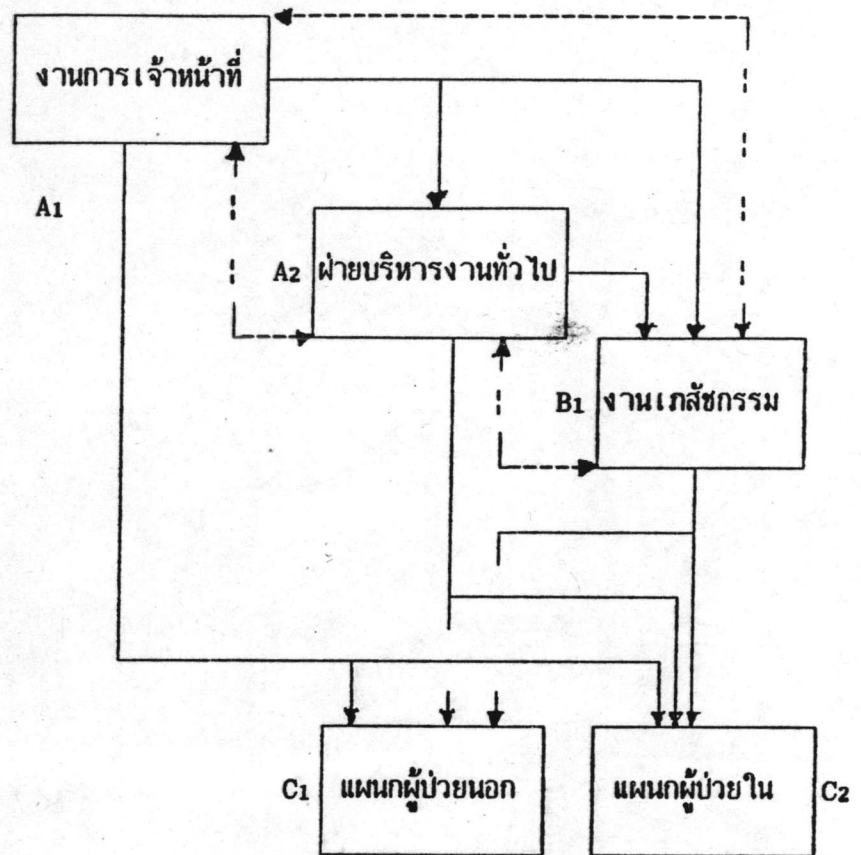 งานการเจ้าหน้าที่
A1
A2 ฝ่ายบริหารงานทั่วไป
B1 งานเภสัชกรรม
C1 แผนกผู้ป่วยนอก
แผนกผู้ป่วยใน C2